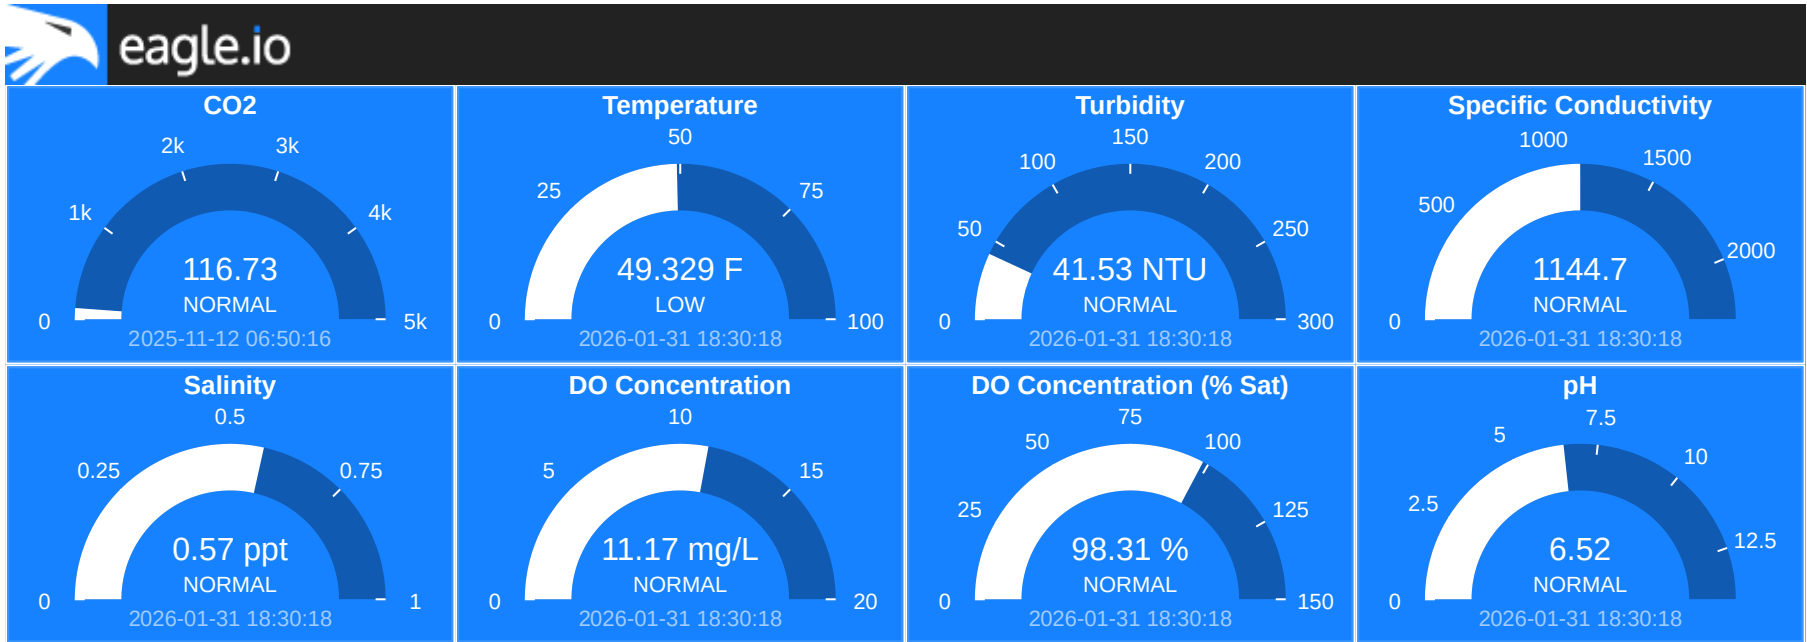 eagle.io
CO2
2k
3k
1k
4k
0
5k
116.73
NORMAL
2025-11-12 06:50:16
Temperature
50
25
75
0
100
49.329 F
LOW
2026-01-31 18:30:18
Turbidity
150
100
200
50
250
0
300
41.53 NTU
NORMAL
2026-01-31 18:30:18
Specific Conductivity
1000
1500
500
2000
0
1144.7
NORMAL
2026-01-31 18:30:18
Salinity
0.5
0.25
0.75
0
1
0.57 ppt
NORMAL
2026-01-31 18:30:18
DO Concentration
10
5
15
0
20
11.17 mg/L
NORMAL
2026-01-31 18:30:18
DO Concentration (% Sat)
75
50
100
25
125
0
150
98.31 %
NORMAL
2026-01-31 18:30:18
pH
7.5
5
10
2.5
12.5
0
6.52
NORMAL
2026-01-31 18:30:18